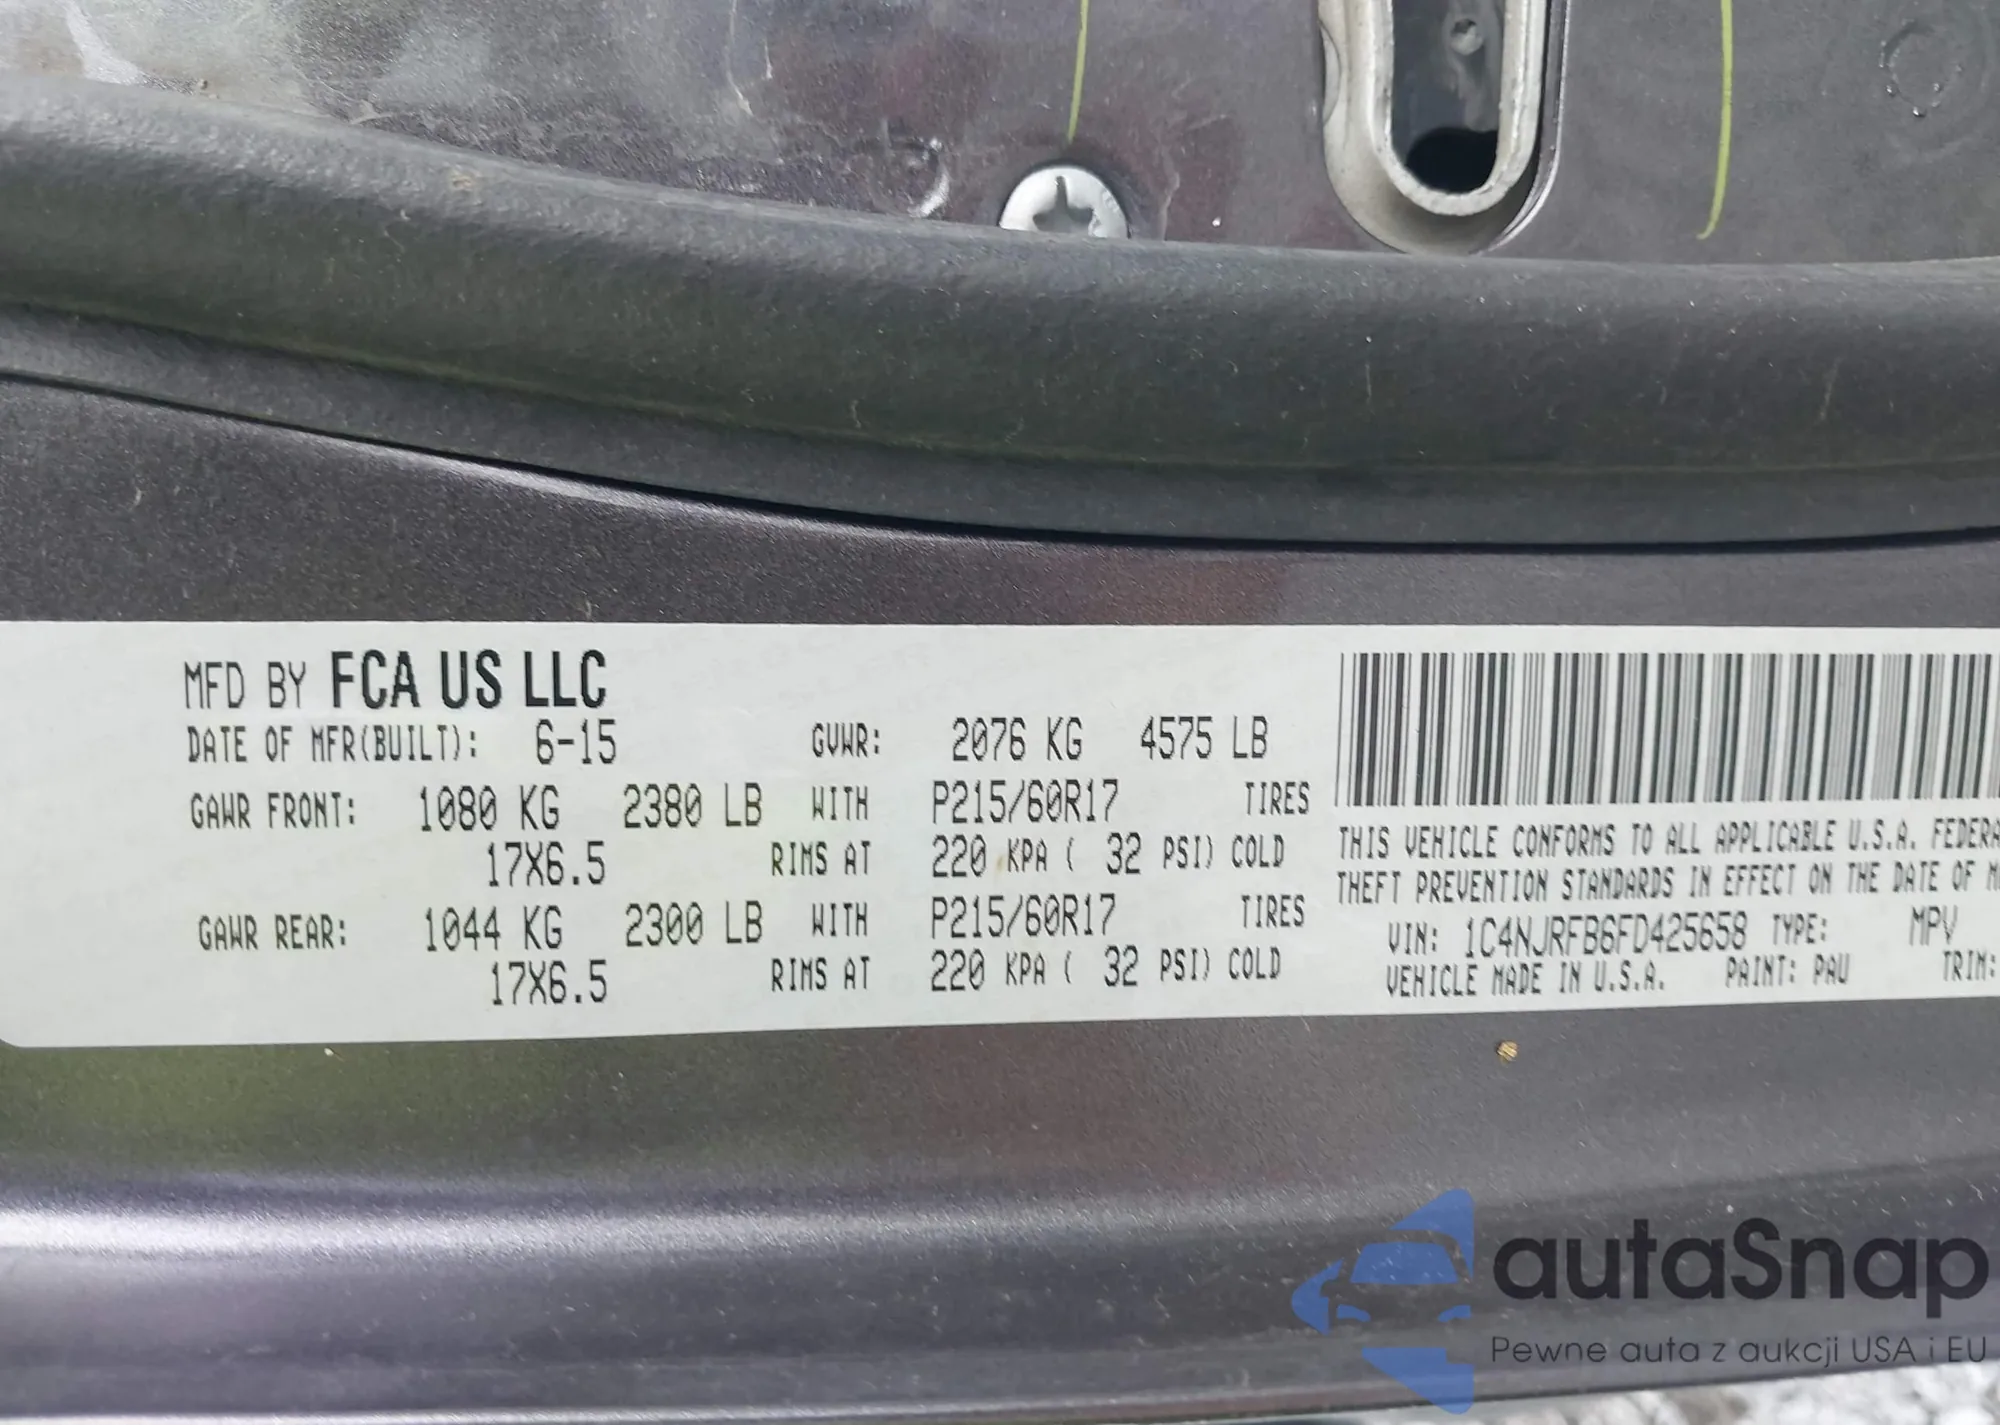 MFD BY FCA US LLC
DATE OF MFR(BUILT): 6-15 GVWR: 2076 KG 4575 LB
GAWR FRONT: 1080 KG 2380 LB WITH P215/60R17 TIRES
17X6.5 RIMS AT 220 KPA ( 32 PSI) COLD
GAWR REAR: 1044 KG 2300 LB WITH P215/60R17 TIRES
17X6.5 RIMS AT 220 KPA ( 32 PSI) COLD
THIS VEHICLE CONFORMS TO ALL APPLICABLE U.S.A. FEDERA
THEFT PREVENTION STANDARDS IN EFFECT ON THE DATE OF
VIN: 1C4NJRFB6FD425658 TYPE: MPV
VEHICLE MADE IN U.S.A. PAINT: PAU TRIM:
autaSnap
Pewne auta z aukcji USA i EU